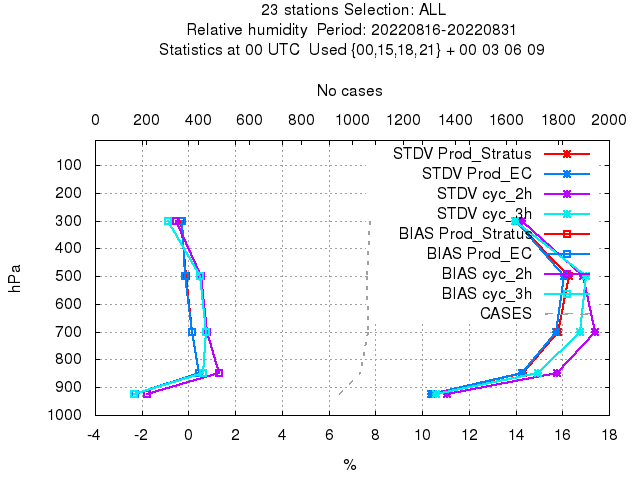 23 stations Selection: ALL
Relative humidity  Period: 20220816-20220831
Statistics at 00 UTC  Used {00,15,18,21} + 00 03 06 09
No cases
0 200 400 600 800 1000 1200 1400 1600 1800 2000
STDV Prod_Stratus
STDV Prod_EC
STDV cyc_2h
STDV cyc_3h
BIAS Prod_Stratus
BIAS Prod_EC
BIAS cyc_2h
BIAS cyc_3h
CASES
hPa
100
200
300
400
500
600
700
800
900
1000
-4 -2 0 2 4 6 8 10 12 14 16 18
%